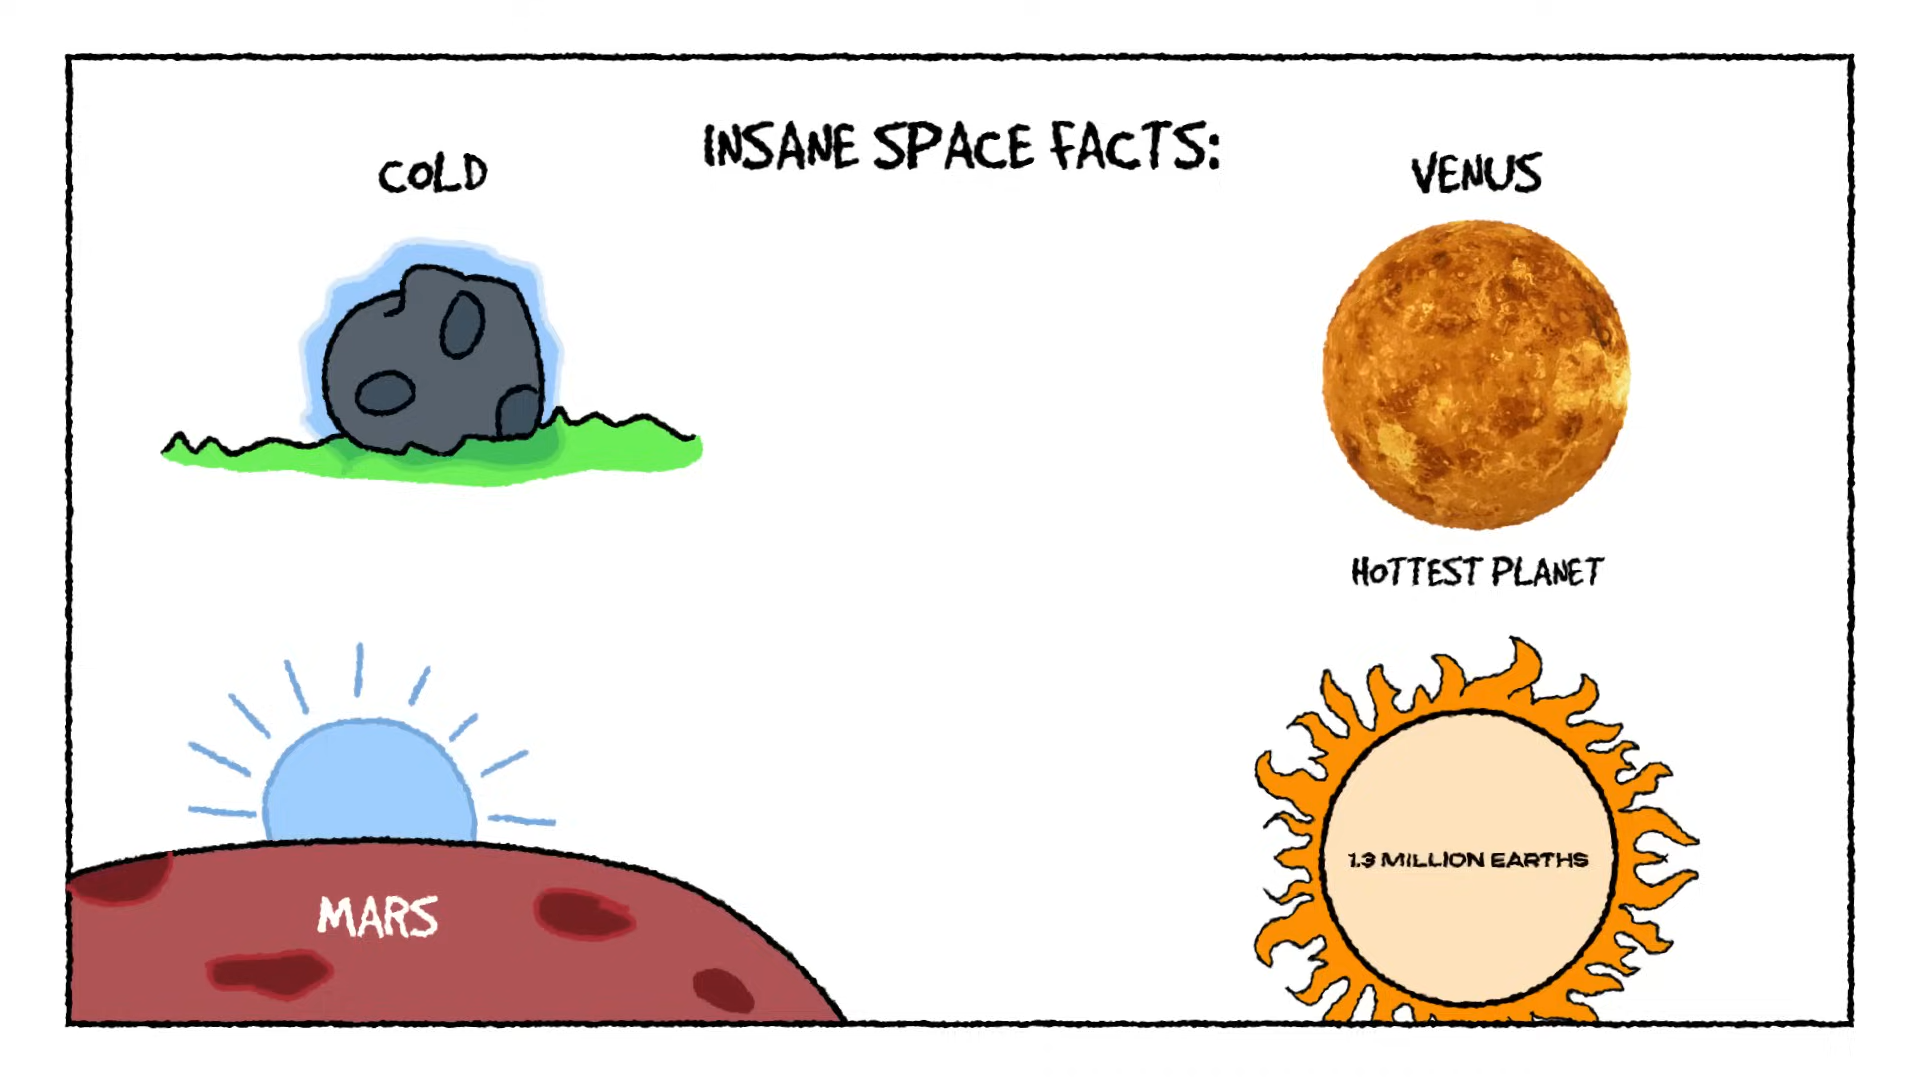 INSANE SPACE FACTS:
COLD
VENUS
HOTTEST PLANET
MARS
1.3 MILLION EARTHS